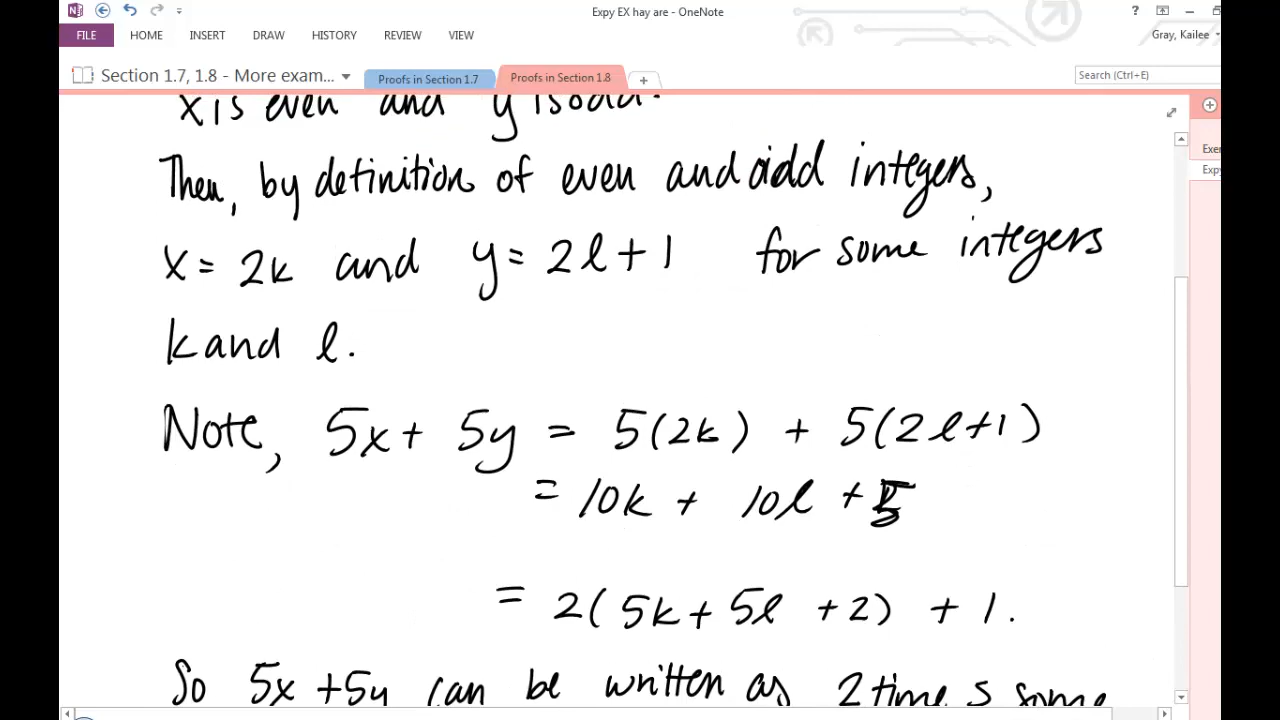 Expy EX hay are - OneNote
FILE HOME INSERT DRAW HISTORY REVIEW VIEW
Gray, Kailee
Section 1.7, 1.8 - More exam... Proofs in Section 1.7 Proofs in Section 1.8
Search (Ctrl+E)
x is even and y is odd.
Then, by definition of even and odd integers,
x = 2k and y = 2l + 1 for some integers
k and l.
Note, 5x + 5y = 5(2k) + 5(2l+1)
= 10k + 10l + 5
= 2(5k + 5l + 2) + 1.
So 5x + 5y can be written as 2 times some
Exer
Expy